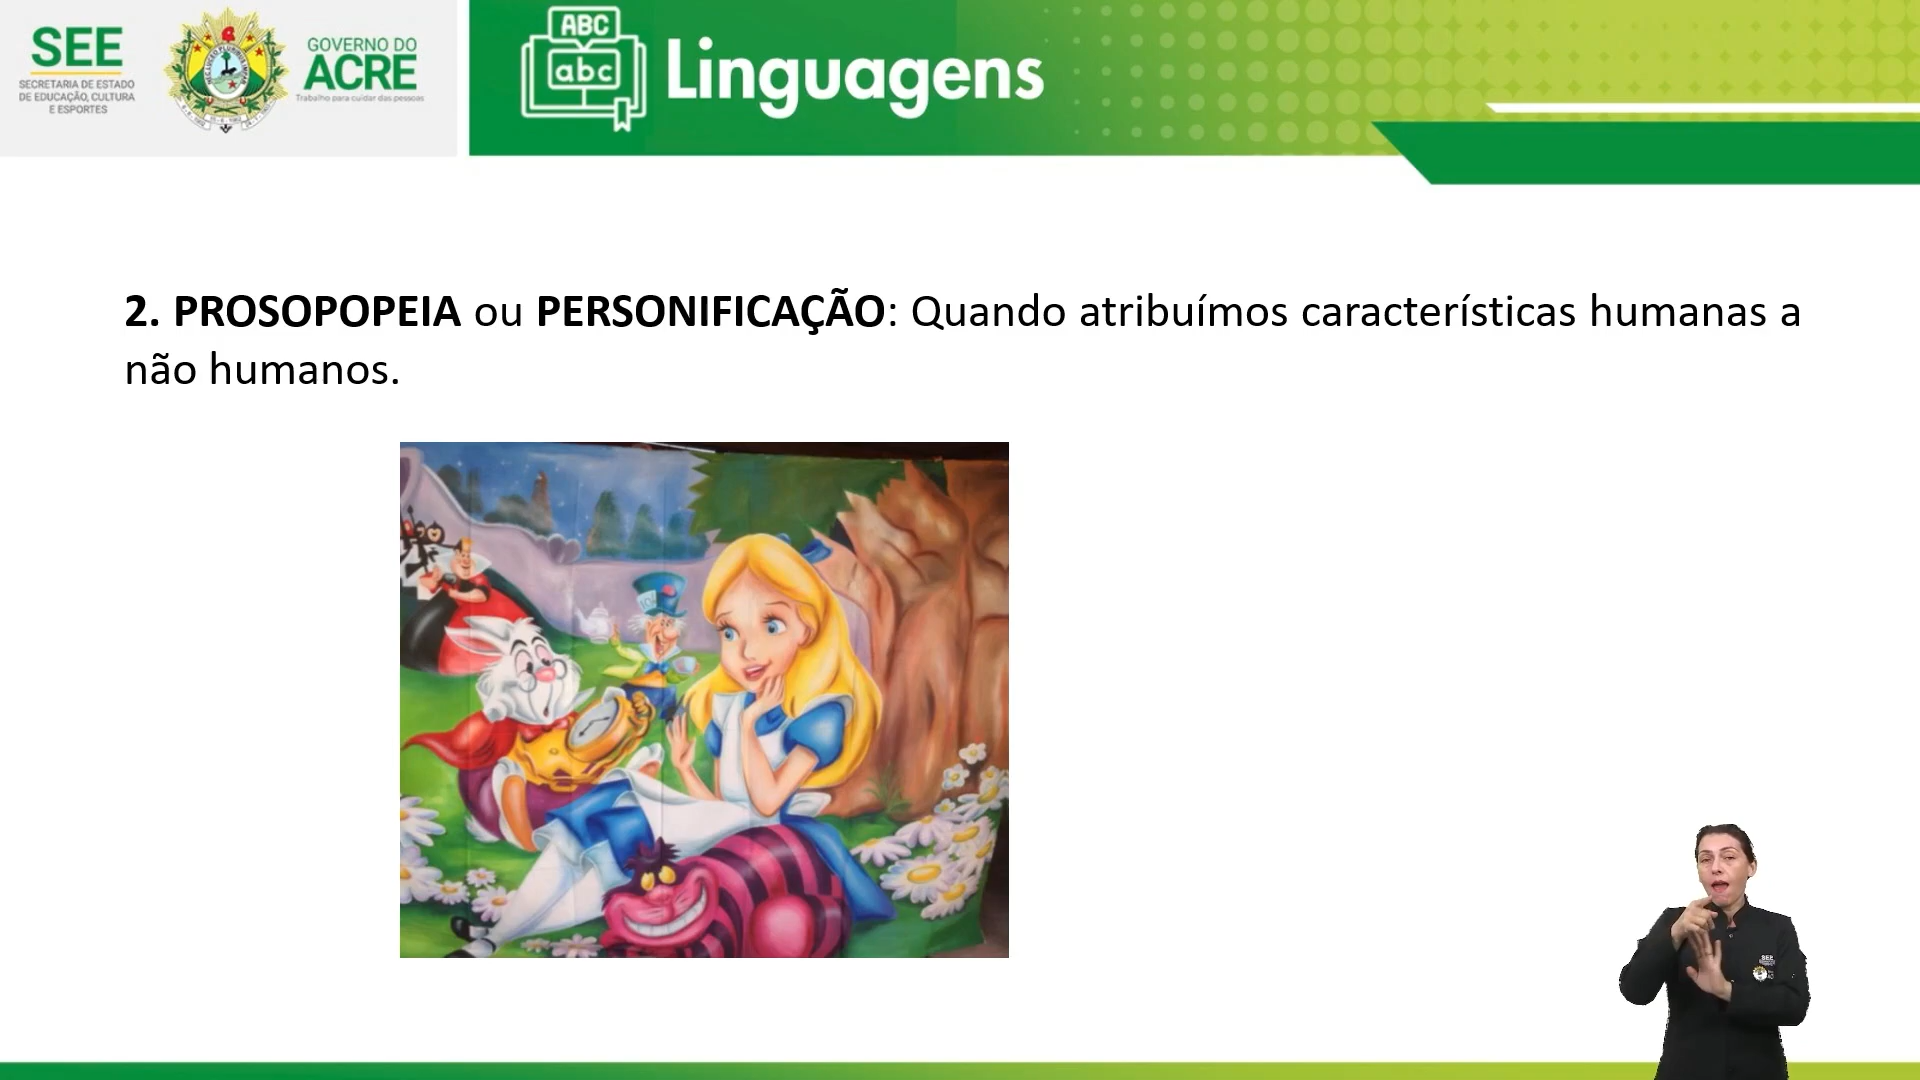 SEE
SECRETARIA DE ESTADO
DE EDUCAÇÃO, CULTURA
E ESPORTES
GOVERNO DO
ACRE
Trabalho para cuidar das pessoas
ABC
abc
Linguagens
2. PROSOPOPEIA ou PERSONIFICAÇÃO: Quando atribuímos características humanas a
não humanos.
SEE